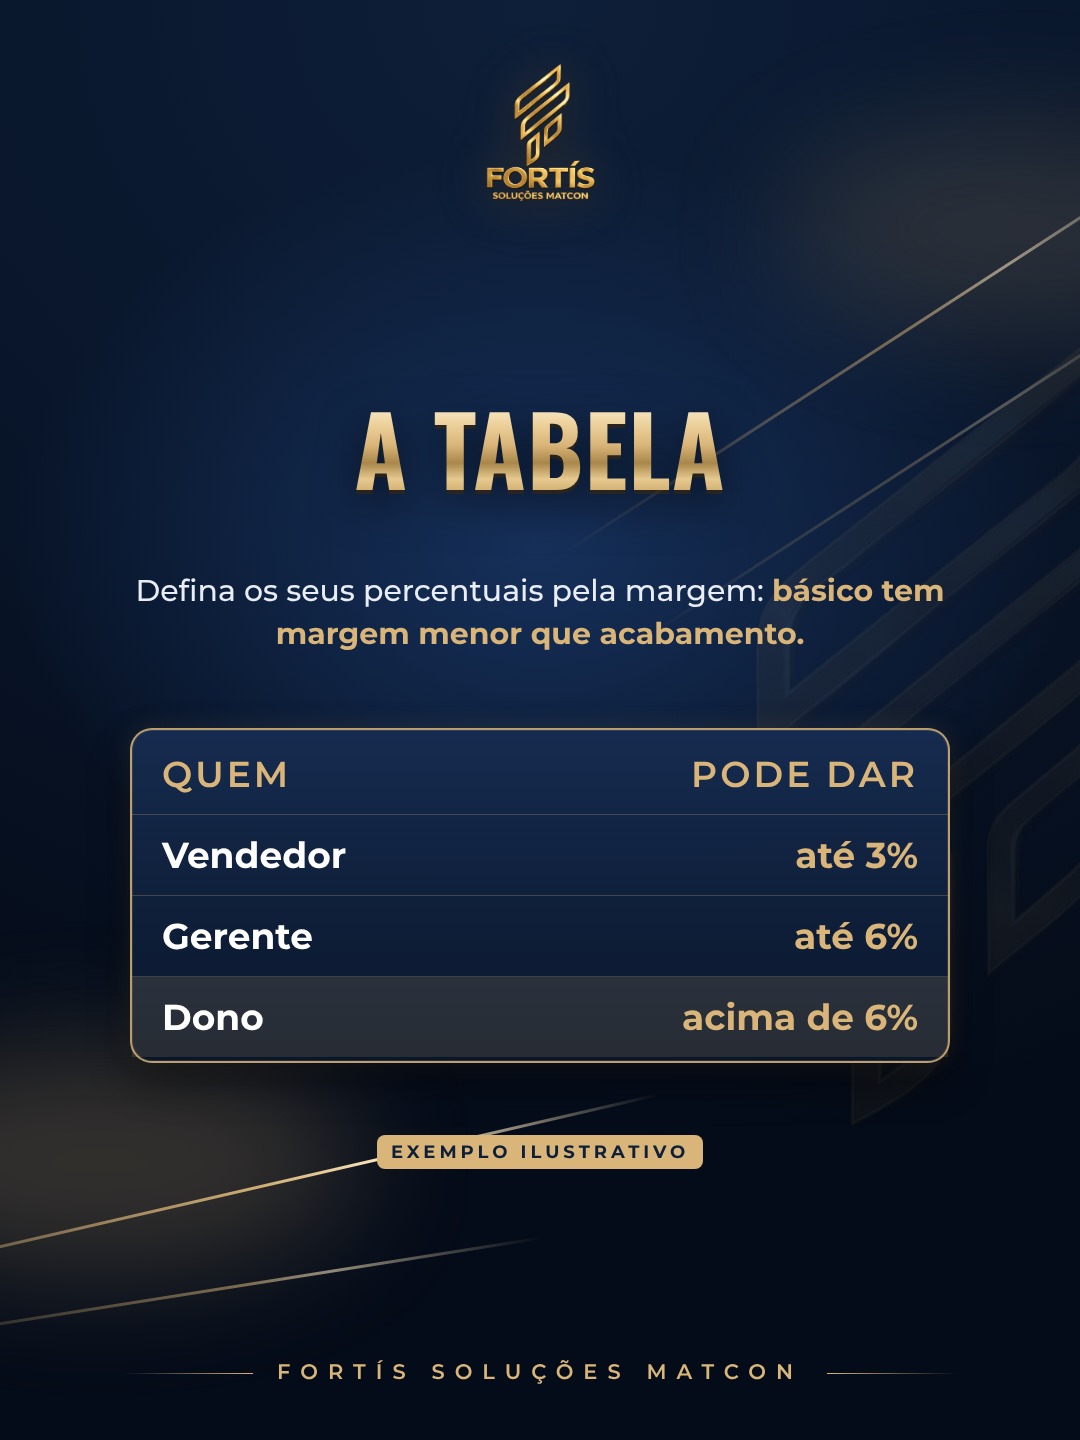 FORTÍS
SOLUÇÕES MATCON
A TABELA
Defina os seus percentuais pela margem: básico tem
margem menor que acabamento.
QUEM PODE DAR
Vendedor até 3%
Gerente até 6%
Dono acima de 6%
EXEMPLO ILUSTRATIVO
FORTÍS SOLUÇÕES MATCON